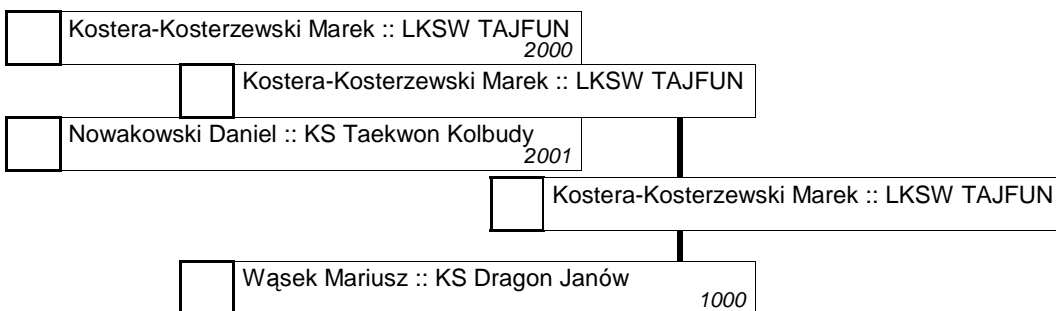 Kostera-Kosterzewski Marek :: LKSW TAJFUN
2000
Kostera-Kosterzewski Marek :: LKSW TAJFUN
Nowakowski Daniel :: KS Taekwon Kolbudy
2001
Kostera-Kosterzewski Marek :: LKSW TAJFUN
Wąsek Mariusz :: KS Dragon Janów
1000